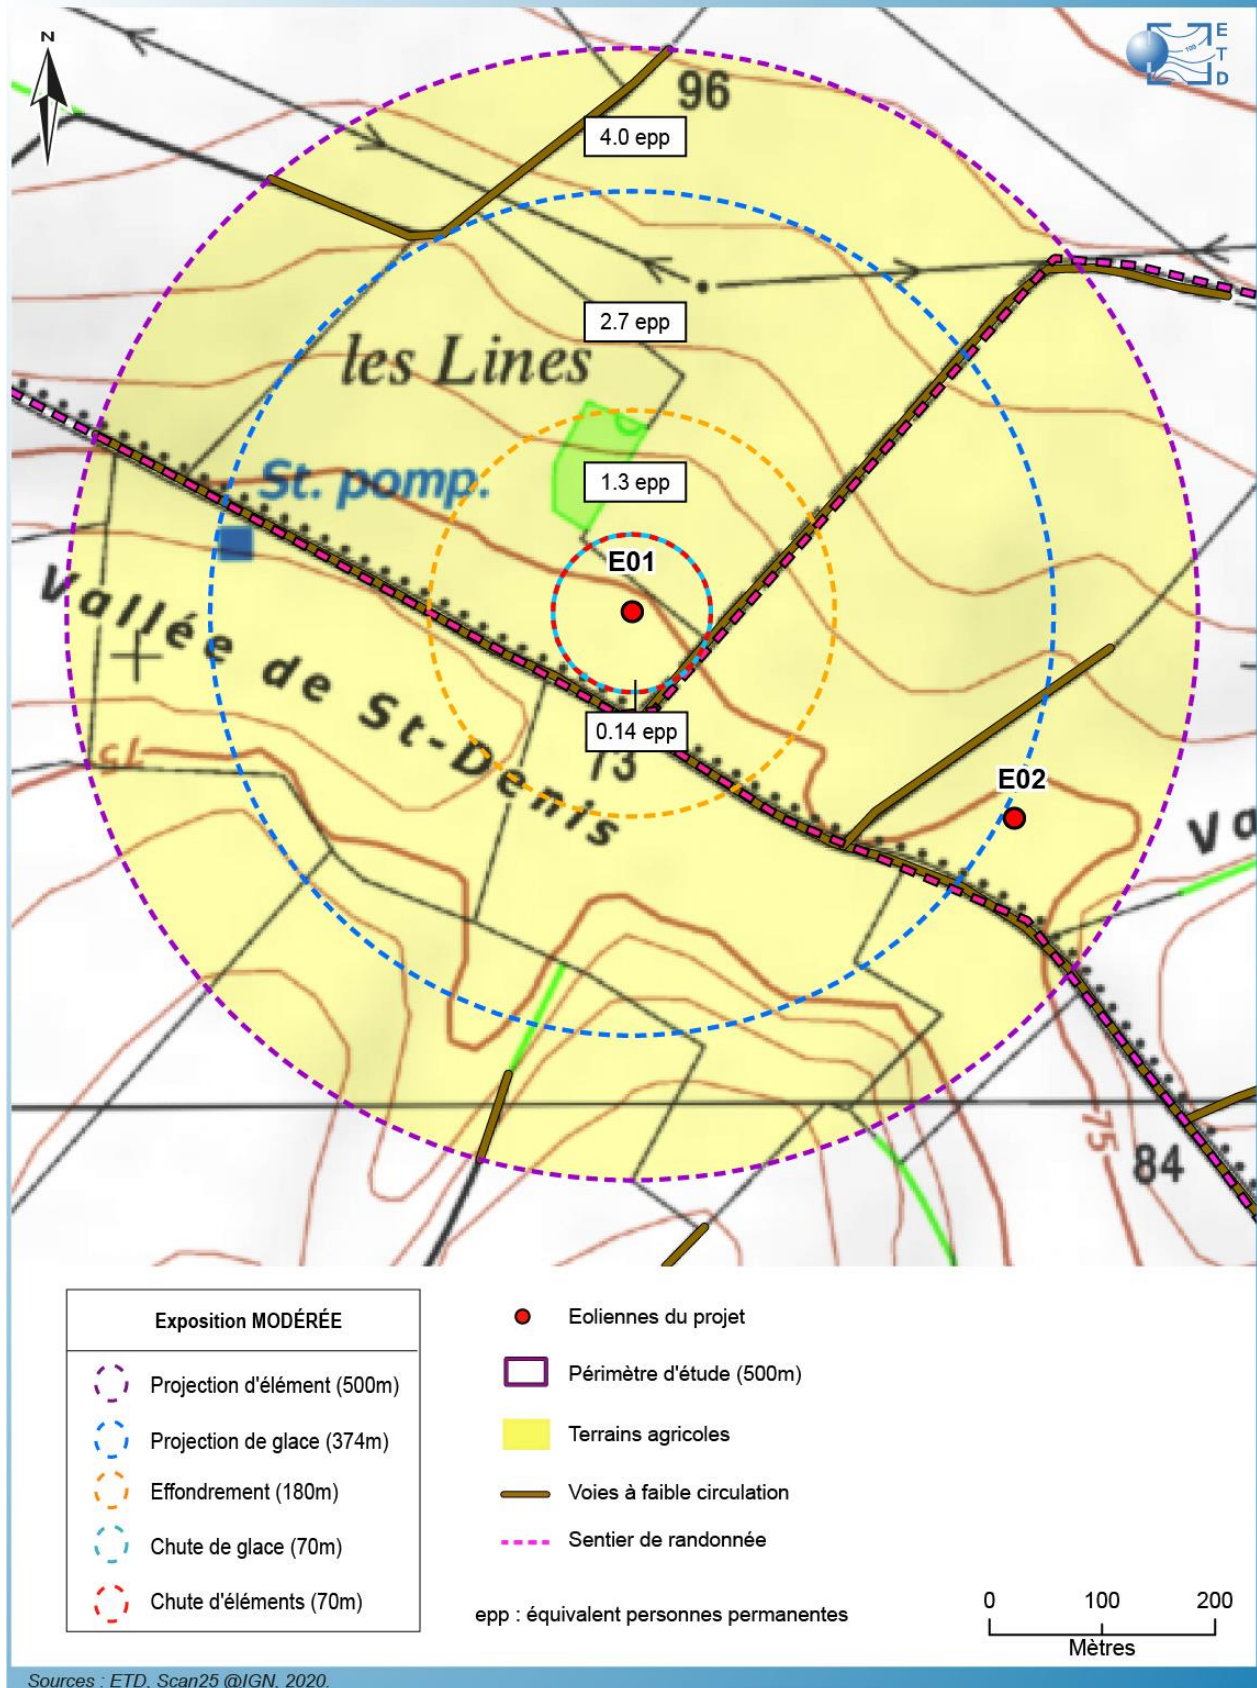 N
E
T
D
100
96
4.0 epp
2.7 epp
les Lines
St. pomp.
1.3 epp
E01
Vallée de St-Denis
0.14 epp
73
75
E02
Va
75
84
Exposition MODÉRÉE
Projection d'élément (500m)
Projection de glace (374m)
Effondrement (180m)
Chute de glace (70m)
Chute d'éléments (70m)
Eoliennes du projet
Périmètre d'étude (500m)
Terrains agricoles
Voies à faible circulation
Sentier de randonnée
epp : équivalent personnes permanentes
0 100 200
Mètres
Sources : ETD, Scan25 @IGN, 2020.